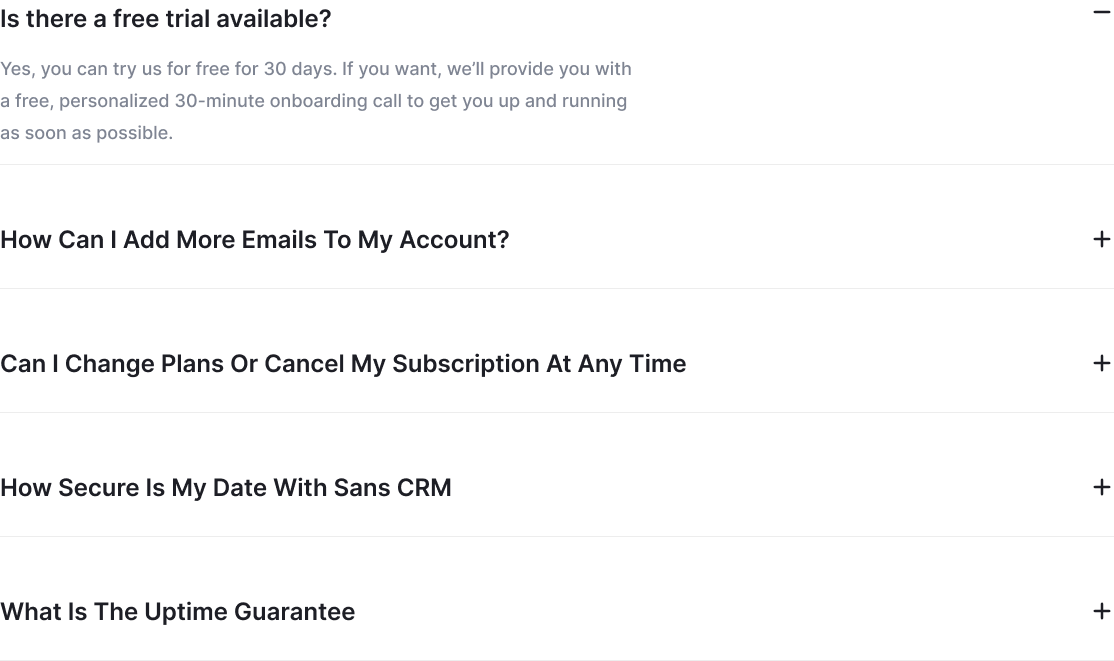 Is there a free trial available?
Yes, you can try us for free for 30 days. If you want, we’ll provide you with
a free, personalized 30-minute onboarding call to get you up and running
as soon as possible.
How Can I Add More Emails To My Account?
Can I Change Plans Or Cancel My Subscription At Any Time
How Secure Is My Date With Sans CRM
What Is The Uptime Guarantee